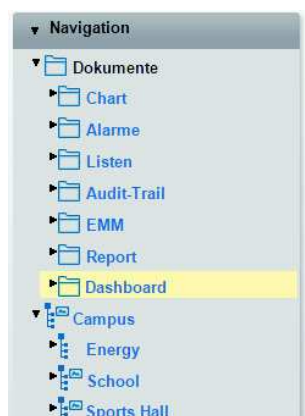 Navigation
Dokumente
Chart
Alarme
Listen
Audit-Trail
EMM
Report
Dashboard
Campus
Energy
School
Sports Hall